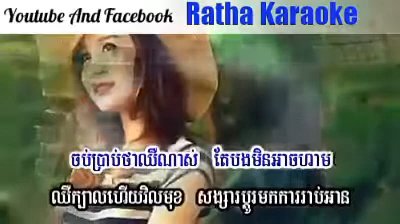 Youtube And Facebook Ratha Karaoke
ចប់ប្រាប់ថាឈឺណាស់ តែបងមិនអាចហាម
ឈឺក្បាលហើយវិលមុខ សង្សារប្ដូរមកការរាប់អាន